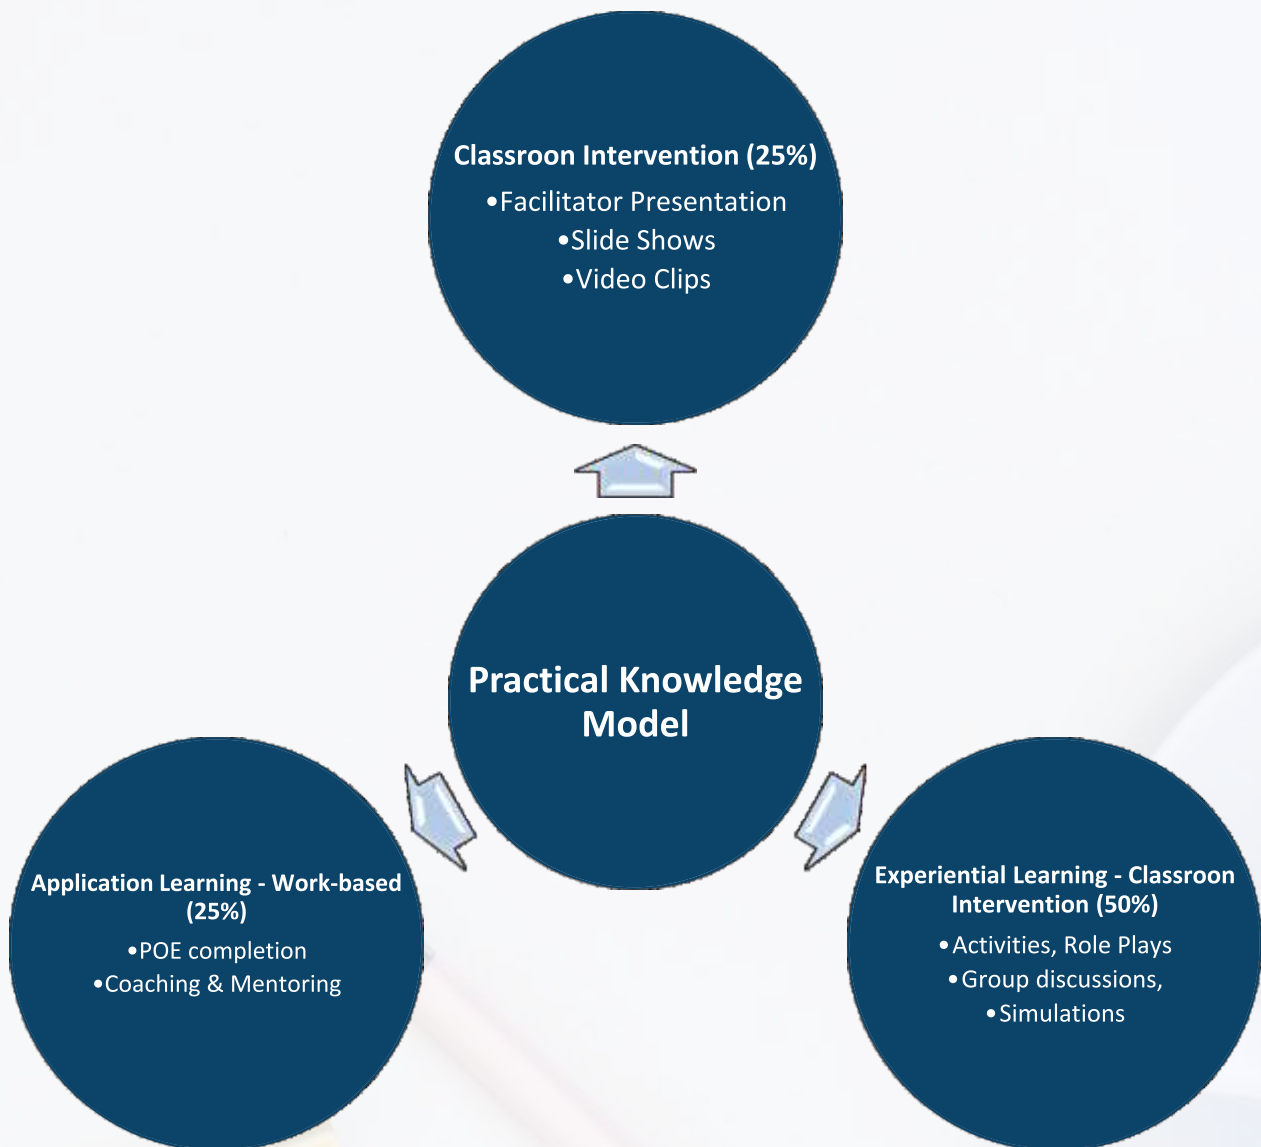 Classroon Intervention (25%)
•Facilitator Presentation
•Slide Shows
•Video Clips
Practical Knowledge
Model
Application Learning - Work-based
(25%)
•POE completion
•Coaching & Mentoring
Experiential Learning - Classroon
Intervention (50%)
•Activities, Role Plays
•Group discussions,
•Simulations